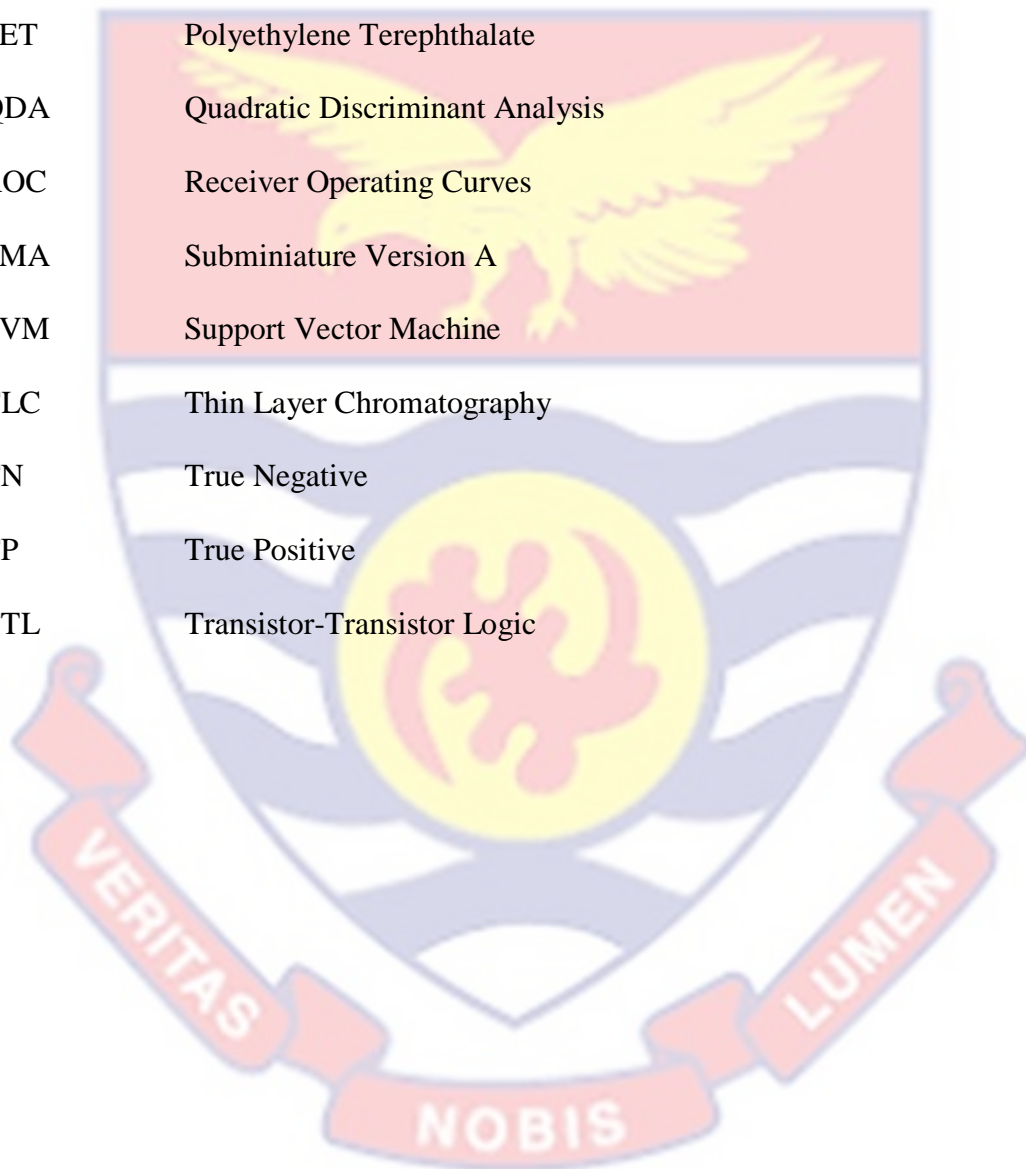 ET Polyethylene Terephthalate
QDA Quadratic Discriminant Analysis
ROC Receiver Operating Curves
MA Subminiature Version A
VM Support Vector Machine
LC Thin Layer Chromatography
N True Negative
P True Positive
TL Transistor-Transistor Logic
VERITAS
NOBIS
LUMEN